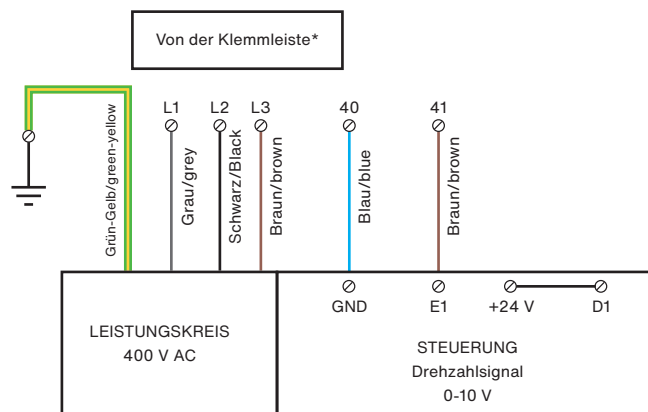 Von der Klemmleiste*
L1
L2
L3
40
41
Grün-Gelb/green-yellow
Grau/grey
Schwarz/Black
Braun/brown
Blau/blue
Braun/brown
GND
E1
+24 V
D1
LEISTUNGSKREIS
400 V AC
STEUERUNG
Drehzahlsignal
0-10 V